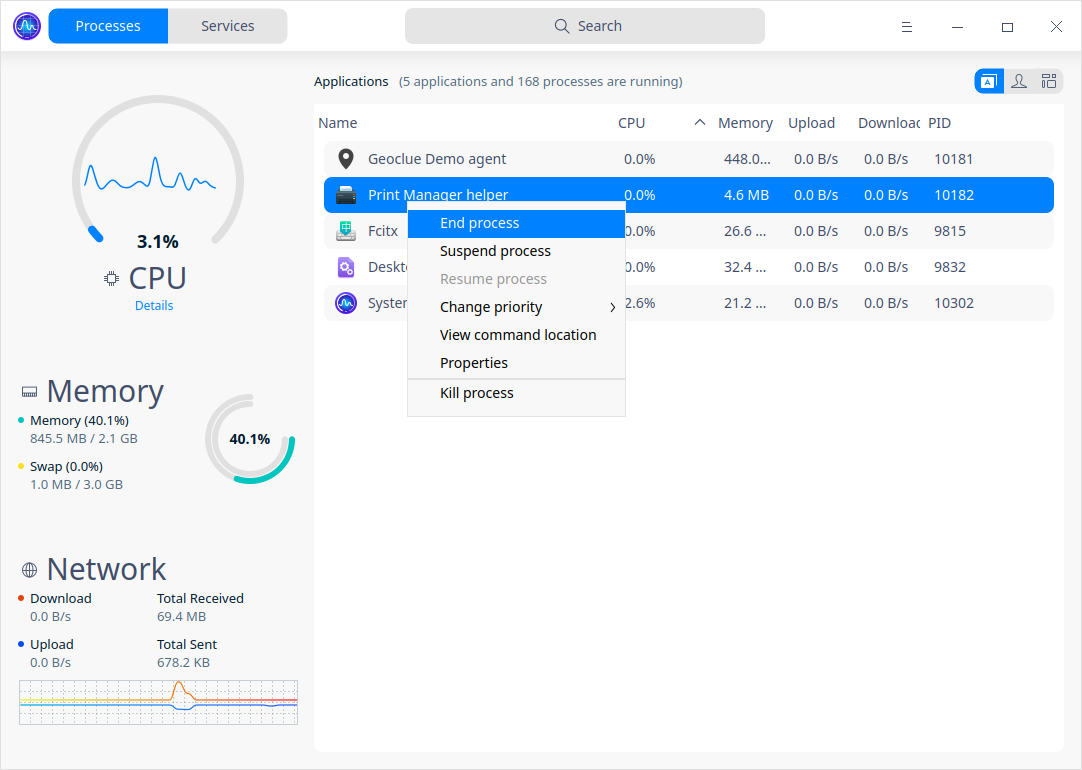 Processes Services Search
Applications (5 applications and 168 processes are running)
Name CPU Memory Upload Download PID
Geoclue Demo agent 0.0% 448.0... 0.0 B/s 0.0 B/s 10181
Print Manager helper 0.0% 4.6 MB 0.0 B/s 0.0 B/s 10182
Fcitx 0.0% 26.6 ... 0.0 B/s 0.0 B/s 9815
Deskt 0.0% 32.4 ... 0.0 B/s 0.0 B/s 9832
System 2.6% 21.2 ... 0.0 B/s 0.0 B/s 10302
End process
Suspend process
Resume process
Change priority
View command location
Properties
Kill process
3.1%
CPU
Details
Memory
Memory (40.1%)
845.5 MB / 2.1 GB
Swap (0.0%)
1.0 MB / 3.0 GB
40.1%
Network
Download Total Received
0.0 B/s 69.4 MB
Upload Total Sent
0.0 B/s 678.2 KB